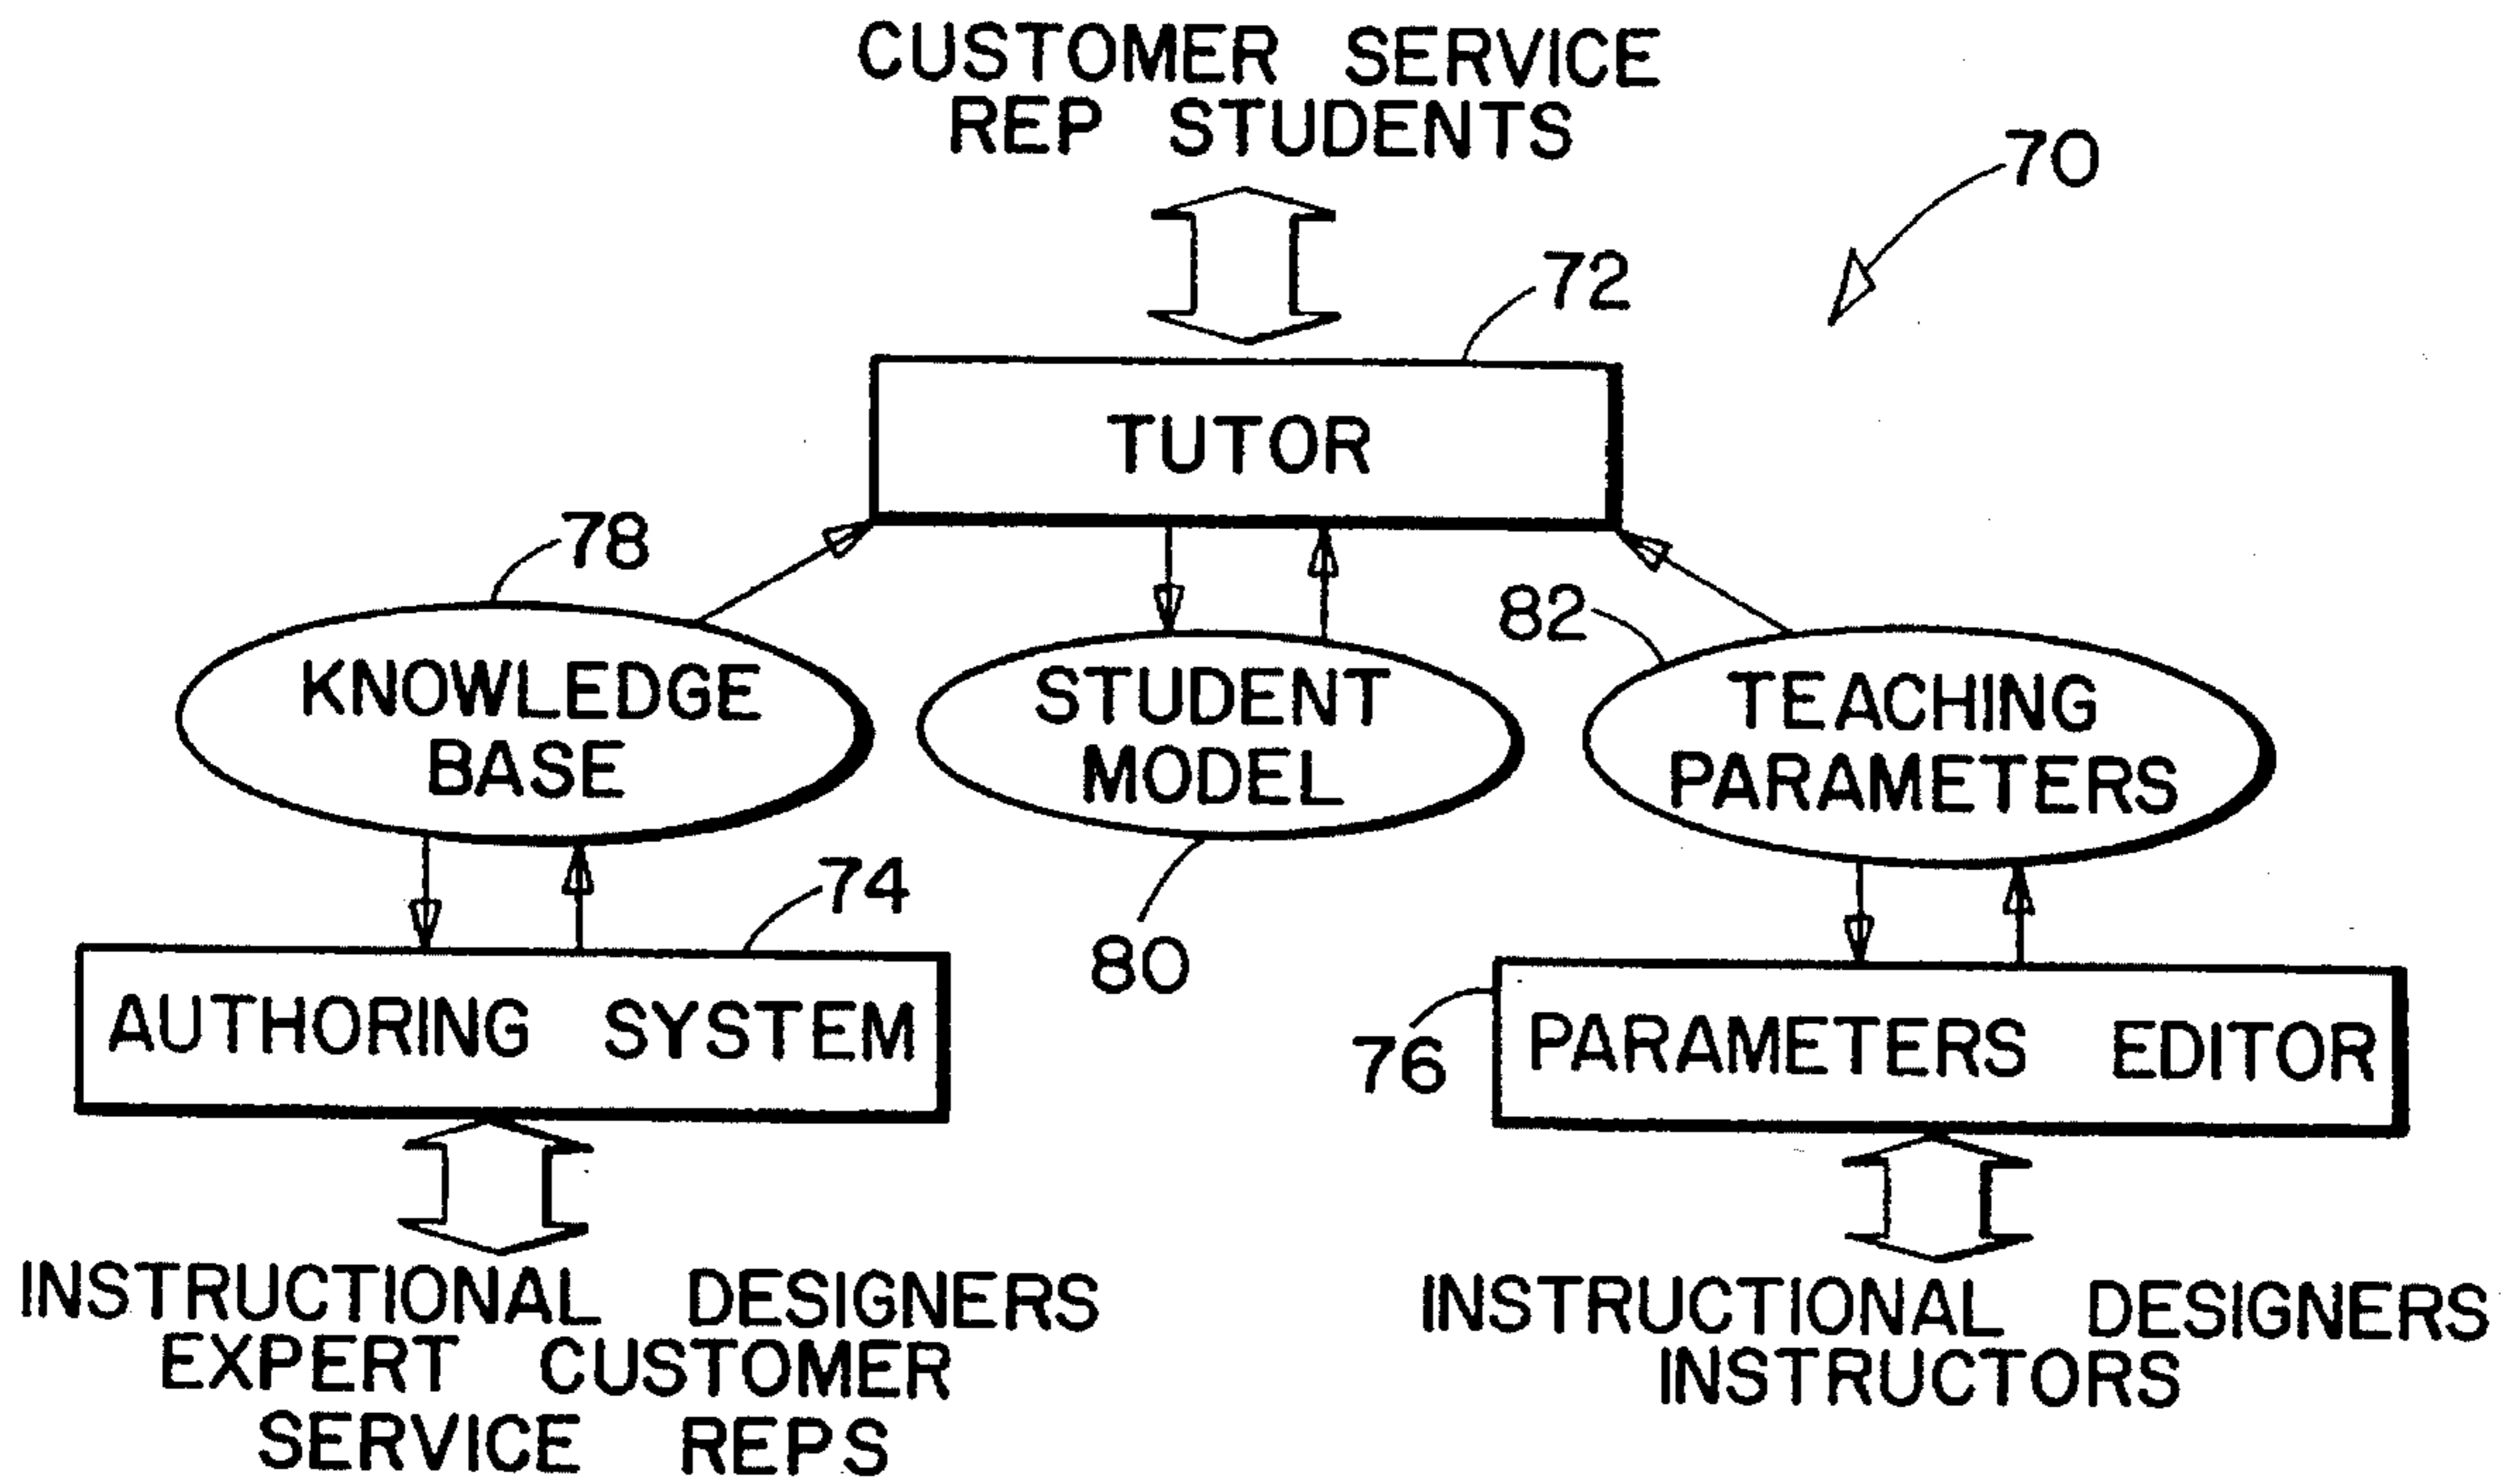 CUSTOMER SERVICE
REP STUDENTS
70
72
TUTOR
78
82
KNOWLEDGE
BASE
STUDENT
MODEL
TEACHING
PARAMETERS
74
80
76
AUTHORING SYSTEM
PARAMETERS EDITOR
INSTRUCTIONAL DESIGNERS
EXPERT CUSTOMER
SERVICE REPS
INSTRUCTIONAL DESIGNERS
INSTRUCTORS